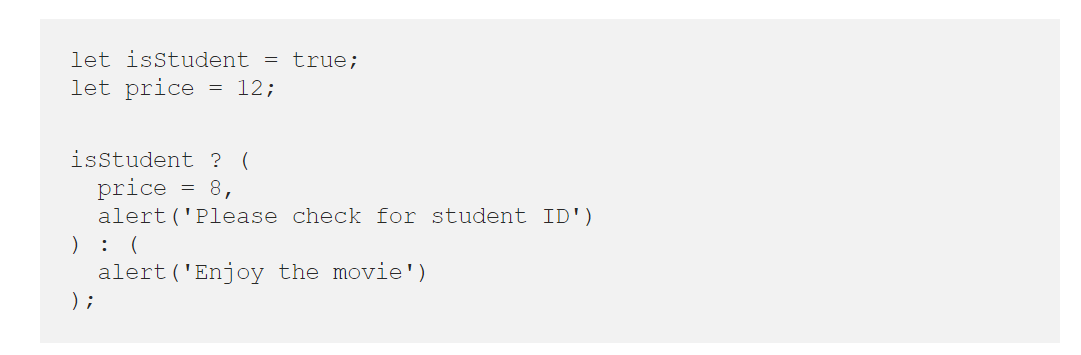 let isStudent = true;
let price = 12;
isStudent ? (
  price = 8,
  alert('Please check for student ID')
) : (
  alert('Enjoy the movie')
);